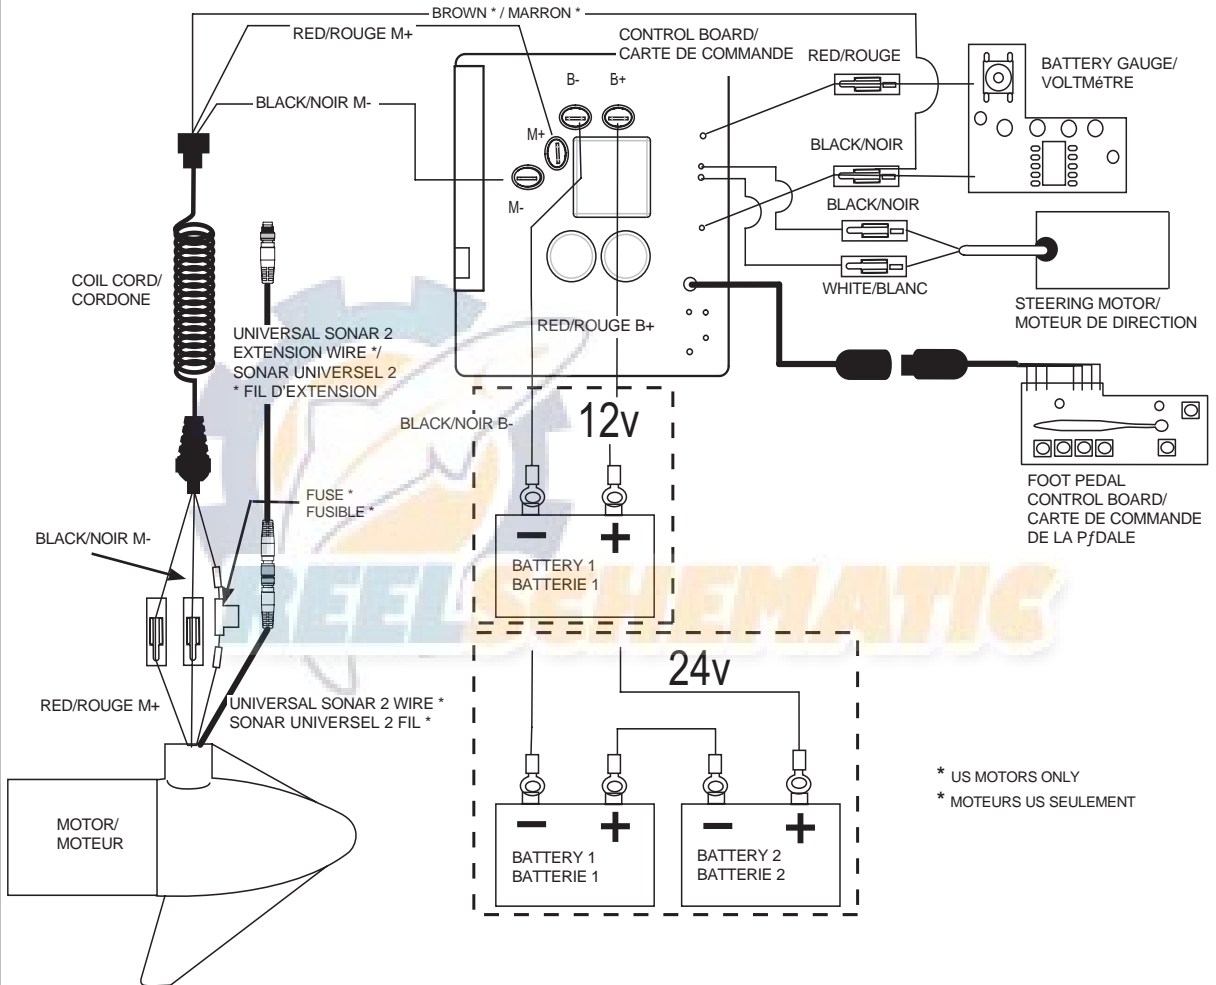 BROWN * / MARRON *
RED/ROUGE M+
CONTROL BOARD/
CARTE DE COMMANDE
RED/ROUGE
BATTERY GAUGE/
VOLTMéTRE
B-
B+
BLACK/NOIR M-
M+
BLACK/NOIR
M-
BLACK/NOIR
COIL CORD/
CORDONE
WHITE/BLANC
STEERING MOTOR/
MOTEUR DE DIRECTION
UNIVERSAL SONAR 2
EXTENSION WIRE */
SONAR UNIVERSEL 2
* FIL D'EXTENSION
RED/ROUGE B+
BLACK/NOIR B-
12v
FOOT PEDAL
CONTROL BOARD/
CARTE DE COMMANDE
DE LA PƒDALE
FUSE *
FUSIBLE *
BLACK/NOIR M-
- +
BATTERY 1
BATTERIE 1
REELSCHEMATIC
24v
RED/ROUGE M+
UNIVERSAL SONAR 2 WIRE *
SONAR UNIVERSEL 2 FIL *
* US MOTORS ONLY
* MOTEURS US SEULEMENT
MOTOR/
MOTEUR
- +
BATTERY 1
BATTERIE 1
- +
BATTERY 2
BATTERIE 2